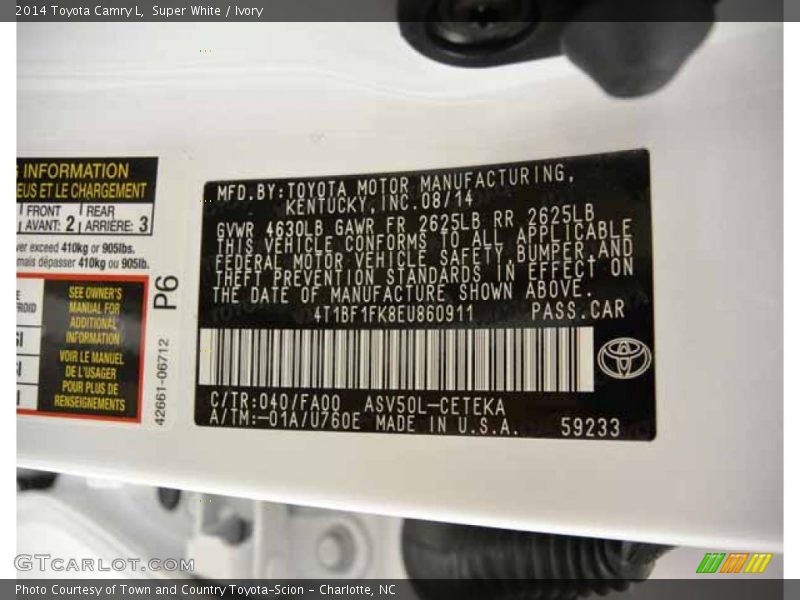 2014 Toyota Camry L,  Super White / Ivory
INFORMATION
EUS ET LE CHARGEMENT
FRONT
AVANT: 2
REAR
ARRIÈRE: 3
exceed 410kg or 905lbs.
mais dépasser 410kg ou 905lb.
SEE OWNER'S
MANUAL FOR
ADDITIONAL
INFORMATION
VOIR LE MANUEL
DE L'USAGER
POUR PLUS DE
RENSEIGNEMENTS
P6
42661-06712
MFD.BY:TOYOTA MOTOR MANUFACTURING,
KENTUCKY,INC.08/14
GVWR 4630LB GAWR FR 2625LB RR 2625LB
THIS VEHICLE CONFORMS TO ALL APPLICABLE
FEDERAL MOTOR VEHICLE SAFETY,BUMPER,AND
THEFT PREVENTION STANDARDS IN EFFECT ON
THE DATE OF MANUFACTURE SHOWN ABOVE.
4T1BF1FK8EU860911 PASS.CAR
C/TR:040/FA00 ASV50L-CETEKA
A/TM:-01A/U760E MADE IN U.S.A. 59233
GTCARLOT.COM
Photo Courtesy of Town and Country Toyota-Scion - Charlotte, NC